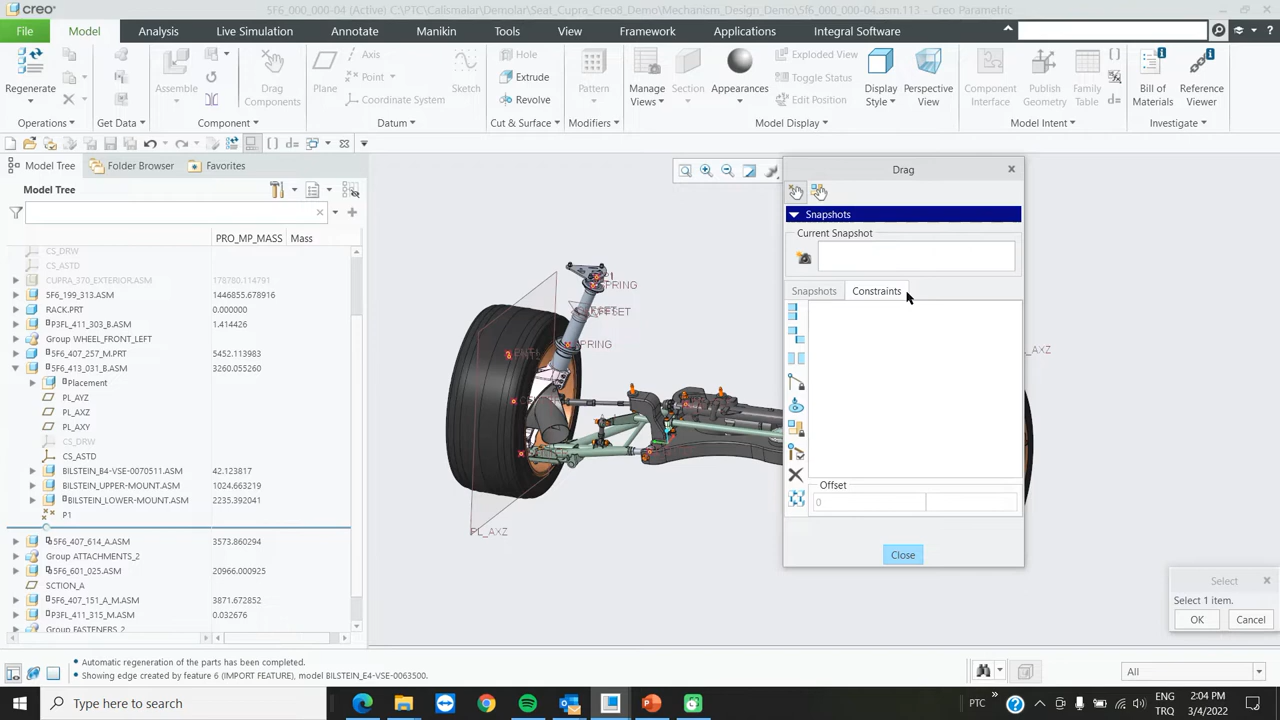 creo
5F6_000_000-04 (Active) C:\PTC\Calismalar\Demolar\Seat_Cupra_Creo8_Demo\Mechanism_Design_Demo\5f6_000_000-04.asm.113 - Creo Parametric
File Model Analysis Live Simulation Annotate Manikin Tools View Framework Applications Integral Software
Regenerate
Operations
Get Data
Assemble
Drag Components
Component
Plane
Axis
Point
Coordinate System
Sketch
Datum
Hole
Extrude
Revolve
Cut & Surface
Pattern
Modifiers
Manage Views
Section
Appearances
Exploded View
Toggle Status
Edit Position
Display Style
Perspective View
Model Display
Component Interface
Publish Geometry
Family Table
Model Intent
Bill of Materials
Reference Viewer
Investigate
Model Tree Folder Browser Favorites
Model Tree
PRO_MP_MASS Mass
CS_DRW
CS_ASTD
CUPRA_370_EXTERIOR.ASM 178780.114791
5F6_199_313.ASM 1446855.678916
RACK.PRT
P3FL_411_303_B.ASM 1.414426
Group WHEEL_FRONT_LEFT
5F6_407_257_M.PRT 5452.113983
5F6_413_031_B.ASM 3260.055260
Placement
PL_AYZ
PL_AXZ
PL_AXY
CS_DRW
CS_ASTD
BILSTEIN_B4-VSE-0070511.ASM 42.123817
BILSTEIN_UPPER-MOUNT.ASM 1024.663219
BILSTEIN_LOWER-MOUNT.ASM 2235.392041
P1
5F6_407_614_A.ASM 3573.860294
Group ATTACHMENTS_2
5F6_601_025.ASM 20966.000925
SCTION_A
5F6_407_151_A_M.ASM 3871.672852
P3FL_411_315_M.ASM 0.032676
Group FASTENERS_2
SPRING
OFFSET
SPRING
PL_AXZ
_AXZ
Drag
Snapshots
Current Snapshot
Snapshots Constraints
Offset
0
Close
Select
Select 1 item.
OK Cancel
• Automatic regeneration of the parts has been completed.
• Showing edge created by feature 6 (IMPORT FEATURE), model BILSTEIN_E4-VSE-0063500.
All
Type here to search
PTC
ENG
TRQ
2:04 PM
3/4/2022